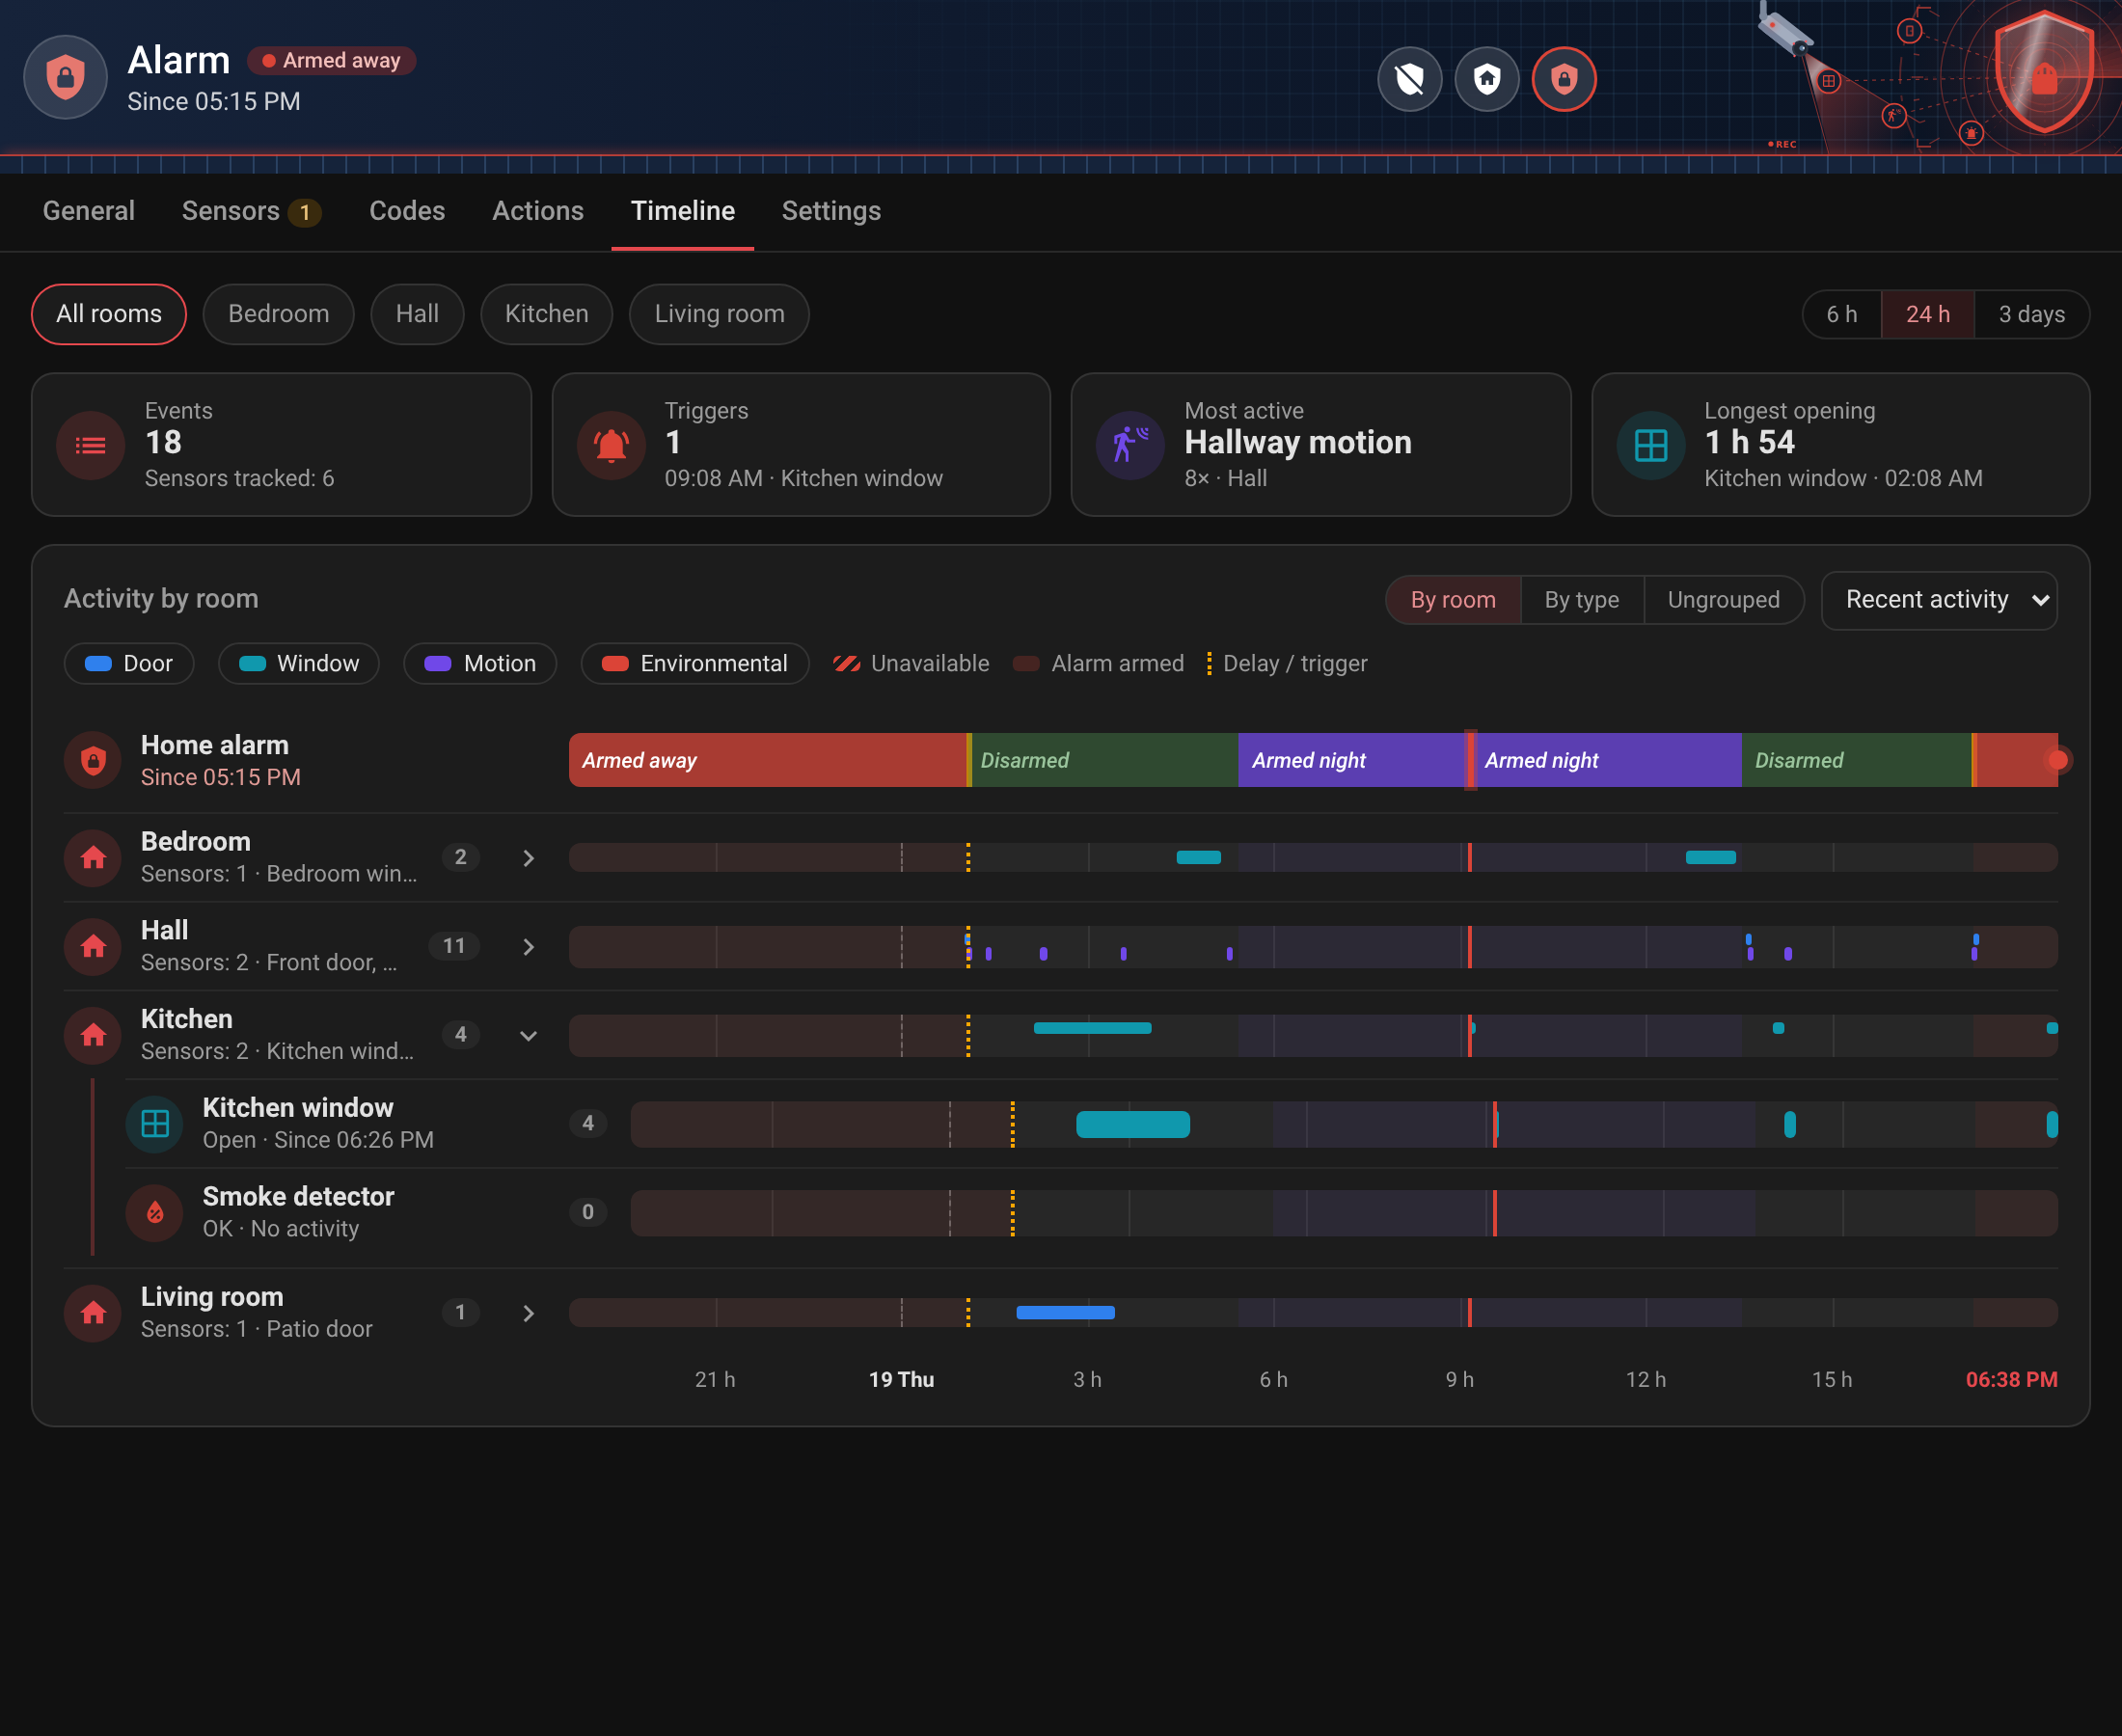 Alarm
Armed away
Since 05:15 PM
REC
General
Sensors 1
Codes
Actions
Timeline
Settings
All rooms
Bedroom
Hall
Kitchen
Living room
6 h
24 h
3 days
Events
18
Sensors tracked: 6
Triggers
1
09:08 AM · Kitchen window
Most active
Hallway motion
8× · Hall
Longest opening
1 h 54
Kitchen window · 02:08 AM
Activity by room
By room
By type
Ungrouped
Recent activity
Door
Window
Motion
Environmental
Unavailable
Alarm armed
Delay / trigger
Home alarm
Since 05:15 PM
Armed away
Disarmed
Armed night
Armed night
Disarmed
Bedroom
Sensors: 1 · Bedroom win...
2
Hall
Sensors: 2 · Front door, ...
11
Kitchen
Sensors: 2 · Kitchen wind...
4
Kitchen window
Open · Since 06:26 PM
4
Smoke detector
OK · No activity
0
Living room
Sensors: 1 · Patio door
1
21 h
19 Thu
3 h
6 h
9 h
12 h
15 h
06:38 PM